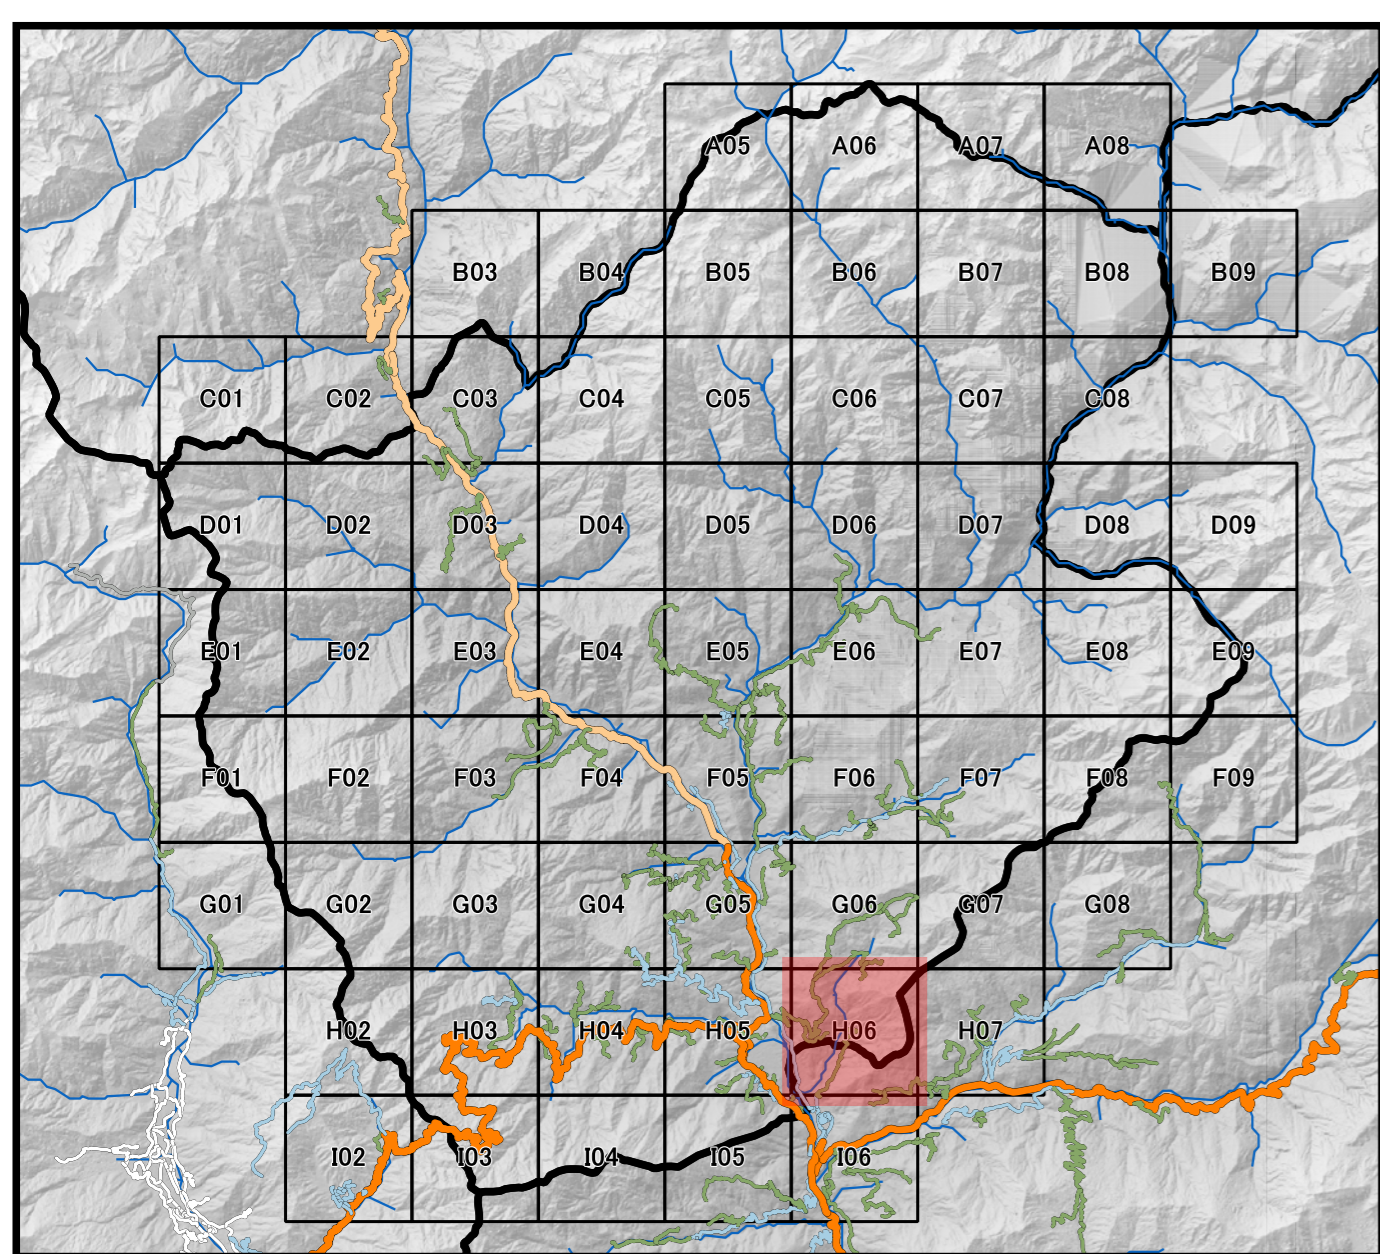 A05 A06 A07 A08
B03 B04 B05 B06 B07 B08 B09
C01 C02 C03 C04 C05 C06 C07 C08
D01 D02 D03 D04 D05 D06 D07 D08 D09
E01 E02 E03 E04 E05 E06 E07 E08 E09
F01 F02 F03 F04 F05 F06 F07 F08 F09
G01 G02 G03 G04 G05 G06 G07 G08
H02 H03 H04 H05 H06 H07
I02 I03 I04 I05 I06